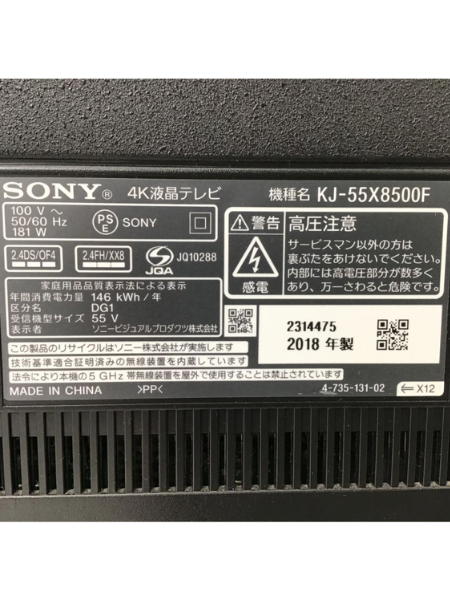 SONY® 4K液晶テレビ 機種名 KJ-55X8500F
100 V～
50/60 Hz
181 W
PS
E
SONY
2.4DS/OF4
2.4FH/XX8
S
JQA
JQ10288
家庭用品品質表示法による表示
年間消費電力量 146 kWh/年
区分名 DG1
受信機型サイズ 55 V
表示者 ソニービジュアルプロダクツ株式会社
警告 高圧注意
感電
サービスマン以外の方は
裏ぶたをあけないでください。
内部には高電圧部分が数多く
あり、万一さわると危険です。
2314475
2018 年製
この製品のリサイクルはソニー株式会社が実施します
技術基準適合証明済みの無線装置を内蔵しています
法令により本機の5 GHz 帯無線装置を屋外で使用することは禁じられています
MADE IN CHINA >PP< 4-735-131-02 X12